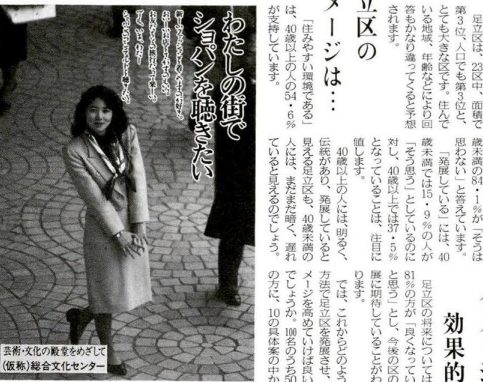 足立区は、23区中、面積で
第3位、人口でも第3位と、
とても大きな区です。住んで
いる地域、年齢などにより回
答もかなり違ってくると予想
されます。
立区の
メージは…
「住みやすい環境である」
は、40歳以上の人の54・6％
が支持しています。
歳未満の84・1％が「そうは
思わない」と答えています。
「発展している」には、40
歳未満では15・9％の人が
「そう思う」としているのに
対し、40歳以上では37・5％
となっていることは、注目に
値します。
40歳以上の人には、明るく、
伝統があり、発展していると
見える足立区も、40歳未満の
人には、まだまだ暗く、遅れ
ていると見えるのでしょう。
効果的
足立区の将来については
81％の方が「良くなってい
と思う」とし、今後の区の
展に期待していることがわ
ります。
では、これからどのよう
方法で足立区を発展させ、
メージを高めていけば良い
でしょうか。100名のうち50
の方に、10の具体案の中か
わたしの街で
ショパンを聴きたい
芸術・文化の殿堂をめざして
(仮称)総合文化センター